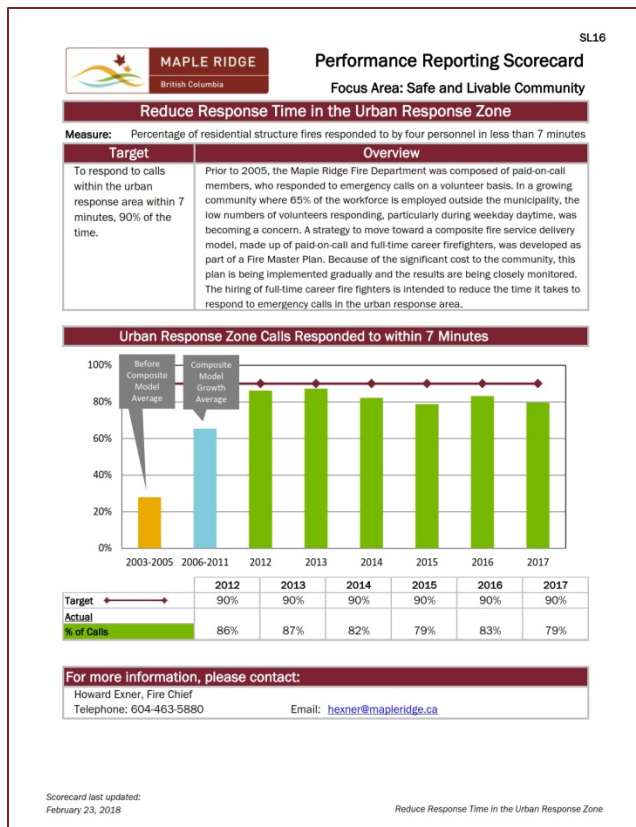 SL16
MAPLE RIDGE
British Columbia
Performance Reporting Scorecard
Focus Area: Safe and Livable Community
Reduce Response Time in the Urban Response Zone
Measure: Percentage of residential structure fires responded to by four personnel in less than 7 minutes
Target
To respond to calls
within the urban
response area within 7
minutes, 90% of the
time.
Overview
Prior to 2005, the Maple Ridge Fire Department was composed of paid-on-call
members, who responded to emergency calls on a volunteer basis. In a growing
community where 65% of the workforce is employed outside the municipality, the
low numbers of volunteers responding, particularly during weekday daytime, was
becoming a concern. A strategy to move toward a composite fire service delivery
model, made up of paid-on-call and full-time career firefighters, was developed as
part of a Fire Master Plan. Because of the significant cost to the community, this
plan is being implemented gradually and the results are being closely monitored.
The hiring of full-time career fire fighters is intended to reduce the time it takes to
respond to emergency calls in the urban response area.
Urban Response Zone Calls Responded to within 7 Minutes
100%
80%
60%
40%
20%
0%
Before
Composite
Model
Average
Composite
Model
Growth
Average
2003-2005 2006-2011 2012 2013 2014 2015 2016 2017
2012 2013 2014 2015 2016 2017
Target 90% 90% 90% 90% 90% 90%
Actual
% of Calls 86% 87% 82% 79% 83% 79%
For more information, please contact:
Howard Exner, Fire Chief
Telephone: 604-463-5880 Email: hexner@mapleridge.ca
Scorecard last updated:
February 23, 2018
Reduce Response Time in the Urban Response Zone